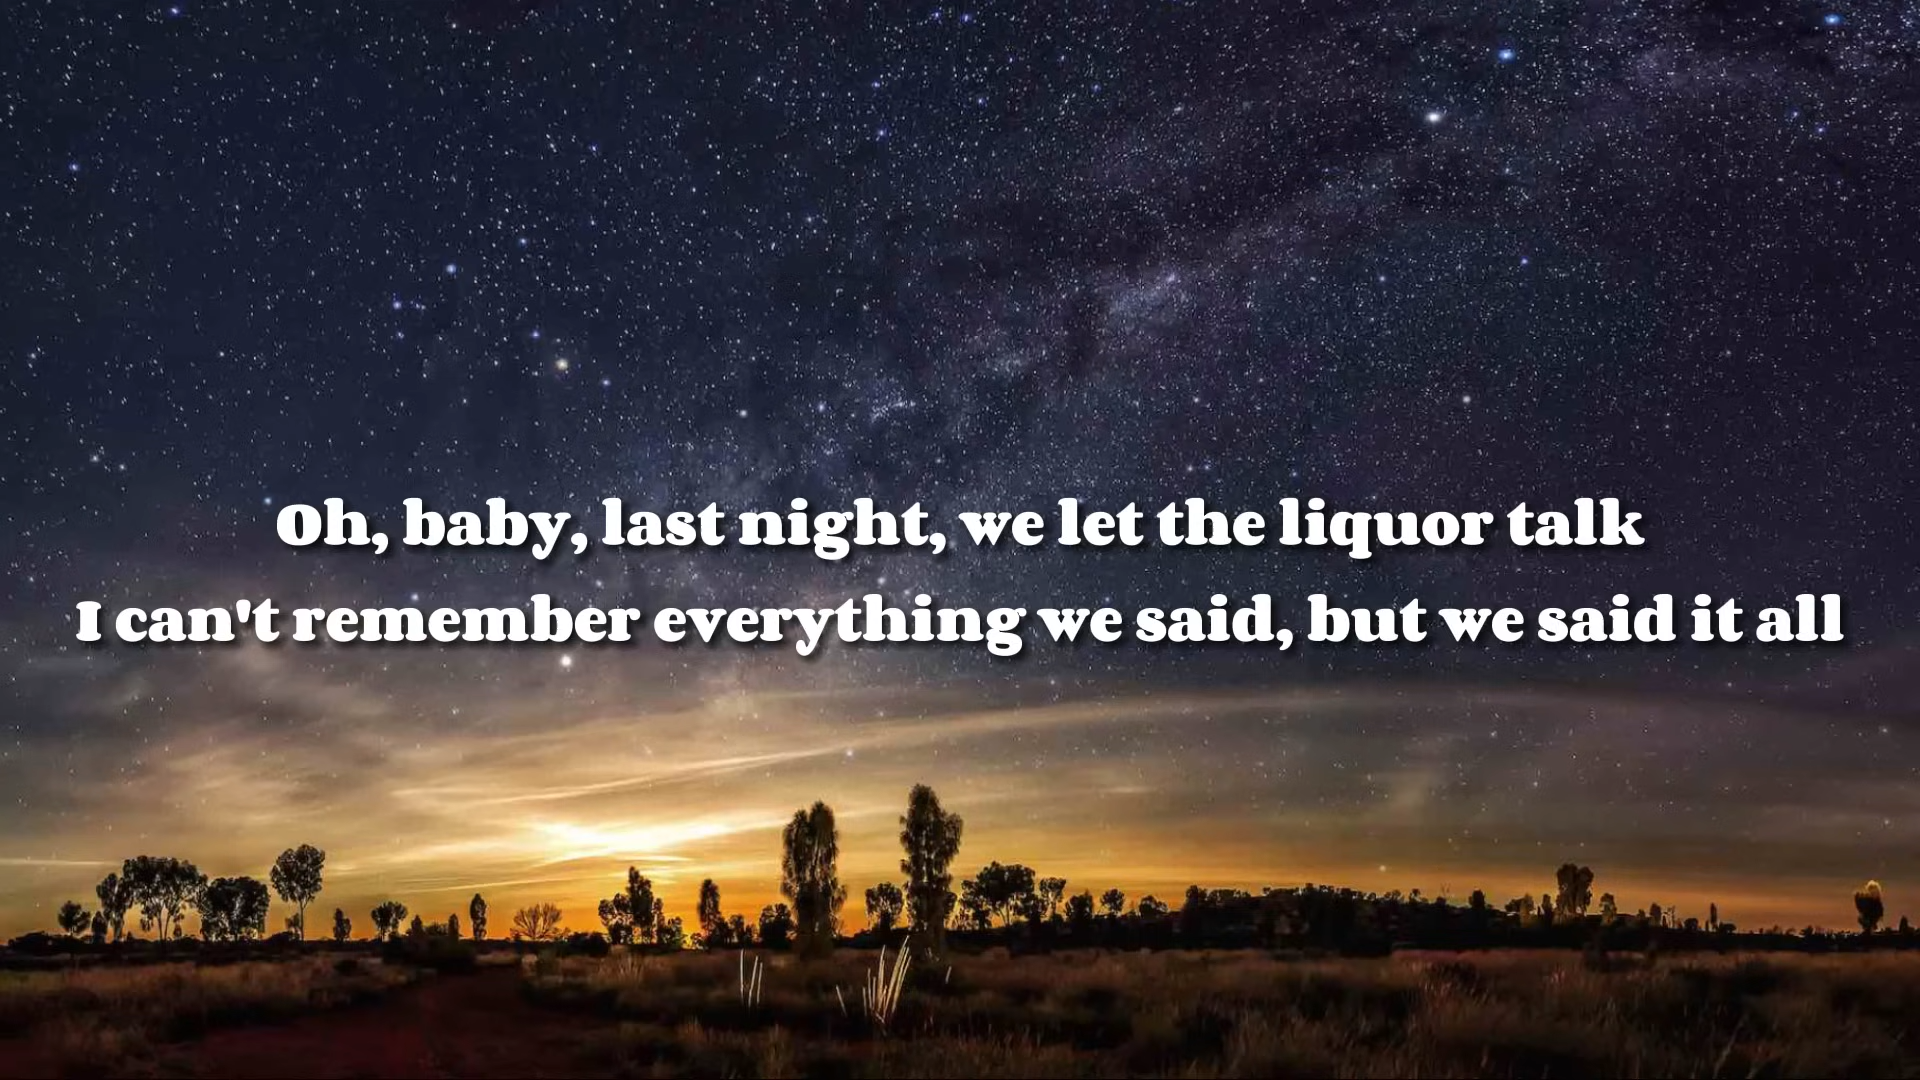 Oh, baby, last night, we let the liquor talk
I can't remember everything we said, but we said it all